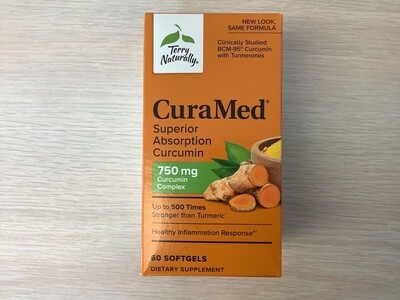 Terry
Naturally®
NEW LOOK,
SAME FORMULA
Clinically Studied
BCM-95® Curcumin
with Turmerones
CuraMed®
Superior
Absorption
Curcumin
750 mg
Curcumin
Complex
Up to 500 Times
Stronger than Turmeric*
Healthy Inflammation Response*^
60 SOFTGELS
DIETARY SUPPLEMENT